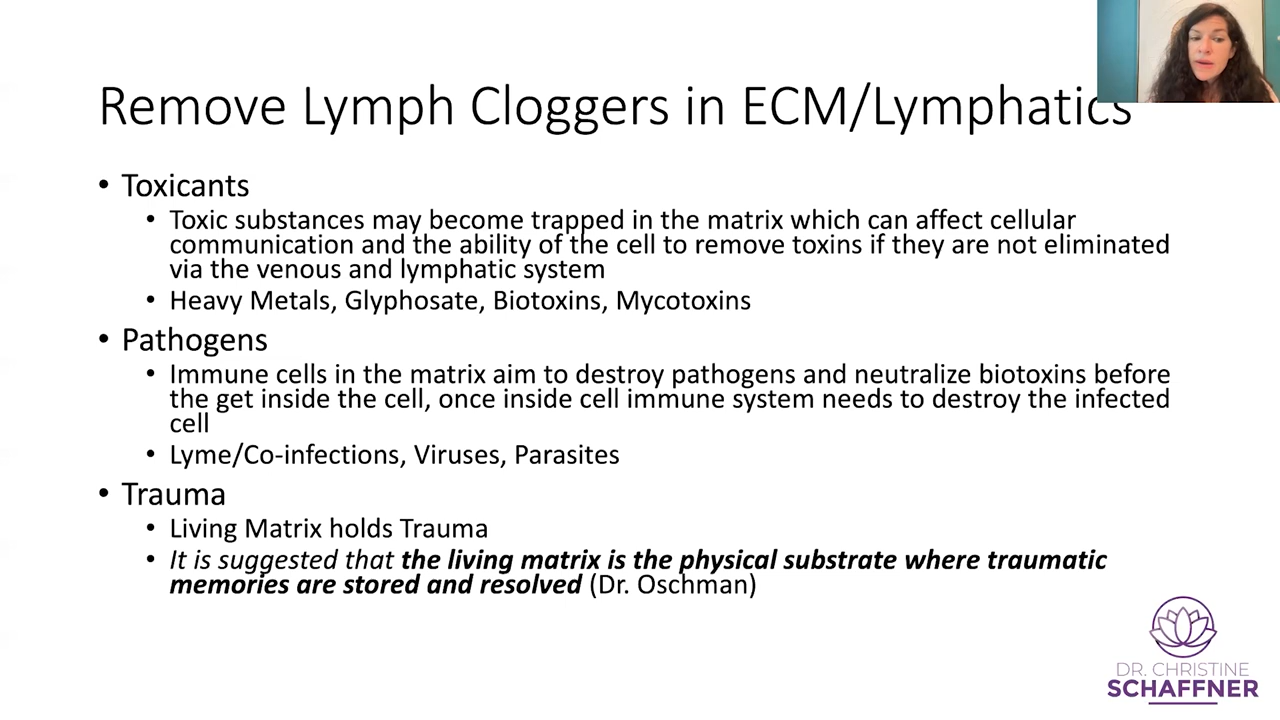 Remove Lymph Cloggers in ECM/Lymphatics
• Toxicants
• Toxic substances may become trapped in the matrix which can affect cellular
communication and the ability of the cell to remove toxins if they are not eliminated
via the venous and lymphatic system
• Heavy Metals, Glyphosate, Biotoxins, Mycotoxins
• Pathogens
• Immune cells in the matrix aim to destroy pathogens and neutralize biotoxins before
the get inside the cell, once inside cell immune system needs to destroy the infected
cell
• Lyme/Co-infections, Viruses, Parasites
• Trauma
• Living Matrix holds Trauma
• It is suggested that the living matrix is the physical substrate where traumatic
memories are stored and resolved (Dr. Oschman)
DR. CHRISTINE
SCHAFFNER